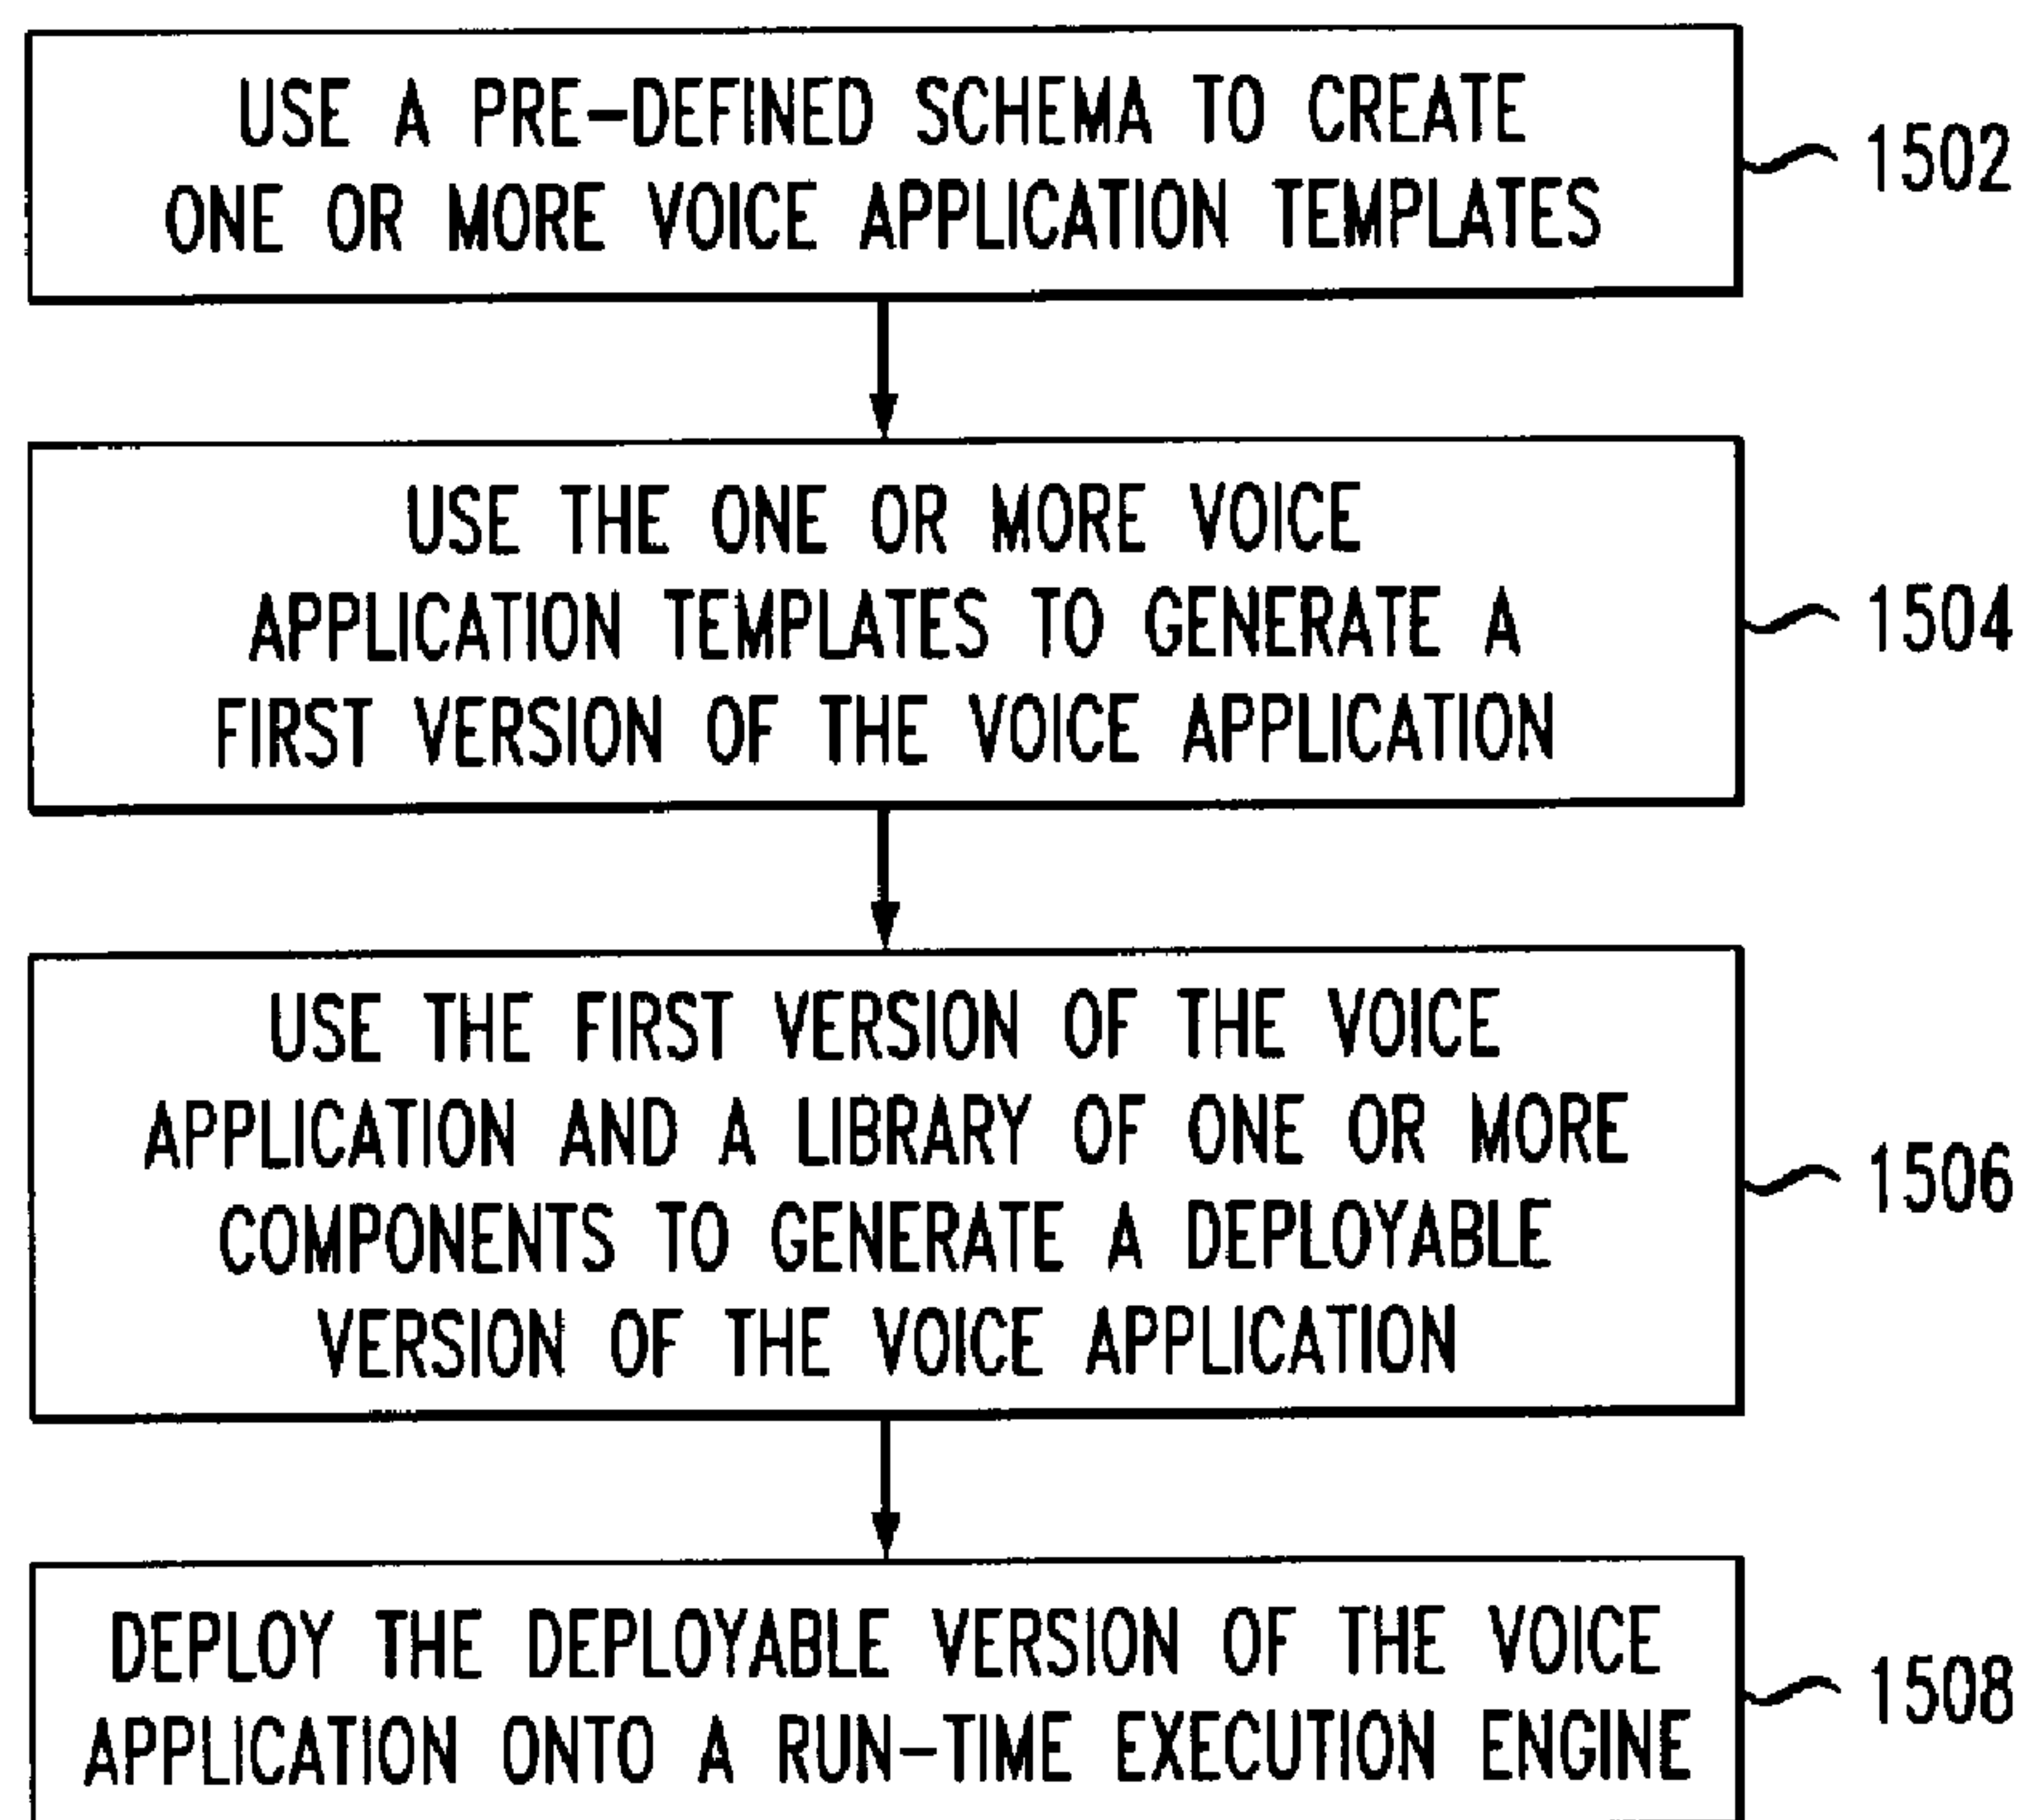 USE A PRE-DEFINED SCHEMA TO CREATE
ONE OR MORE VOICE APPLICATION TEMPLATES
1502
USE THE ONE OR MORE VOICE
APPLICATION TEMPLATES TO GENERATE A
FIRST VERSION OF THE VOICE APPLICATION
1504
USE THE FIRST VERSION OF THE VOICE
APPLICATION AND A LIBRARY OF ONE OR MORE
COMPONENTS TO GENERATE A DEPLOYABLE
VERSION OF THE VOICE APPLICATION
1506
DEPLOY THE DEPLOYABLE VERSION OF THE VOICE
APPLICATION ONTO A RUN-TIME EXECUTION ENGINE
1508